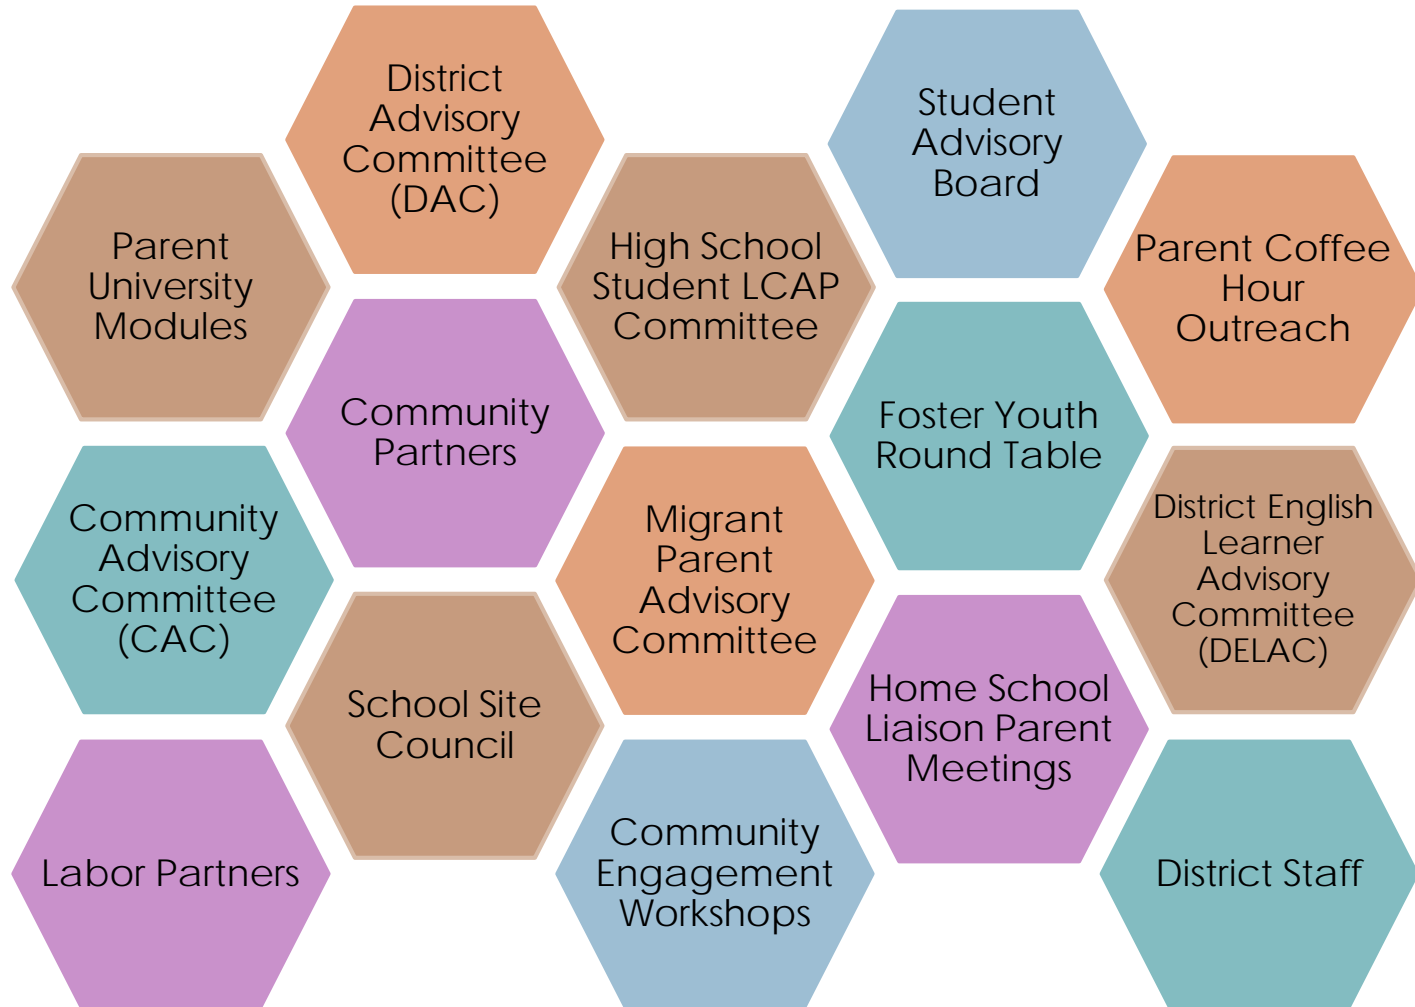 District
Advisory
Committee
(DAC)
Student
Advisory
Board
Parent
University
Modules
High School
Student LCAP
Committee
Parent Coffee
Hour
Outreach
Community
Partners
Foster Youth
Round Table
Community
Advisory
Committee
(CAC)
Migrant
Parent
Advisory
Committee
District English
Learner
Advisory
Committee
(DELAC)
School Site
Council
Home School
Liaison Parent
Meetings
Labor Partners
Community
Engagement
Workshops
District Staff